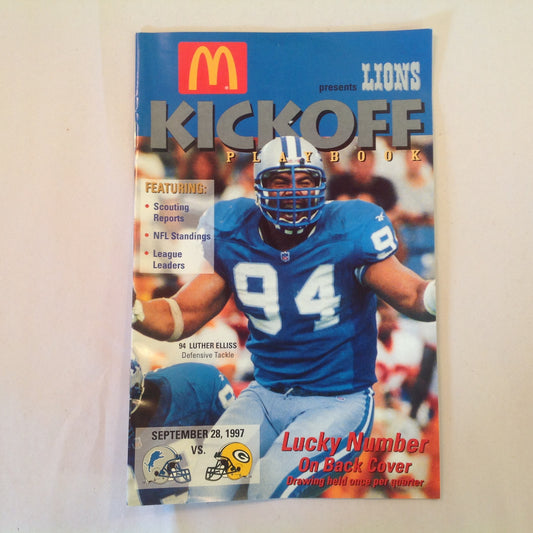 M
presents LIONS
KICKOFF
PLAYBOOK
FEATURING:
• Scouting
Reports
• NFL Standings
• League
Leaders
94
94
94 LUTHER ELLISS
Defensive Tackle
SEPTEMBER 28, 1997
VS.
G
Lucky Number
On Back Cover
Drawing held once per quarter